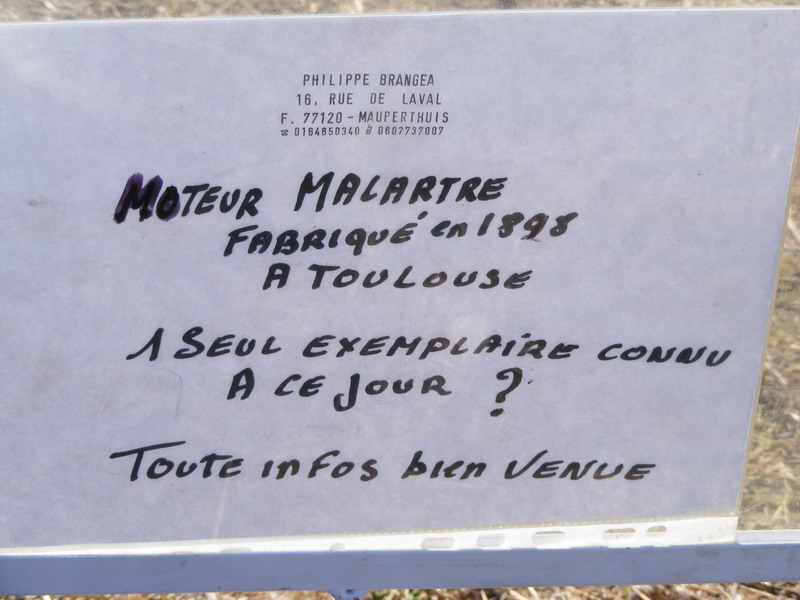 PHILIPPE BRANGEA
16, RUE DE LAVAL
F. 77120 - MAUPERTHUIS
☎ 0164650340 # 0607737007
MOTEUR MALARTRE
FABRIQUÉ en 1898
A TOULOUSE
1 SEUL EXEMPLAIRE CONNU
A CE JOUR ?
TOUTE infos bien VENUE